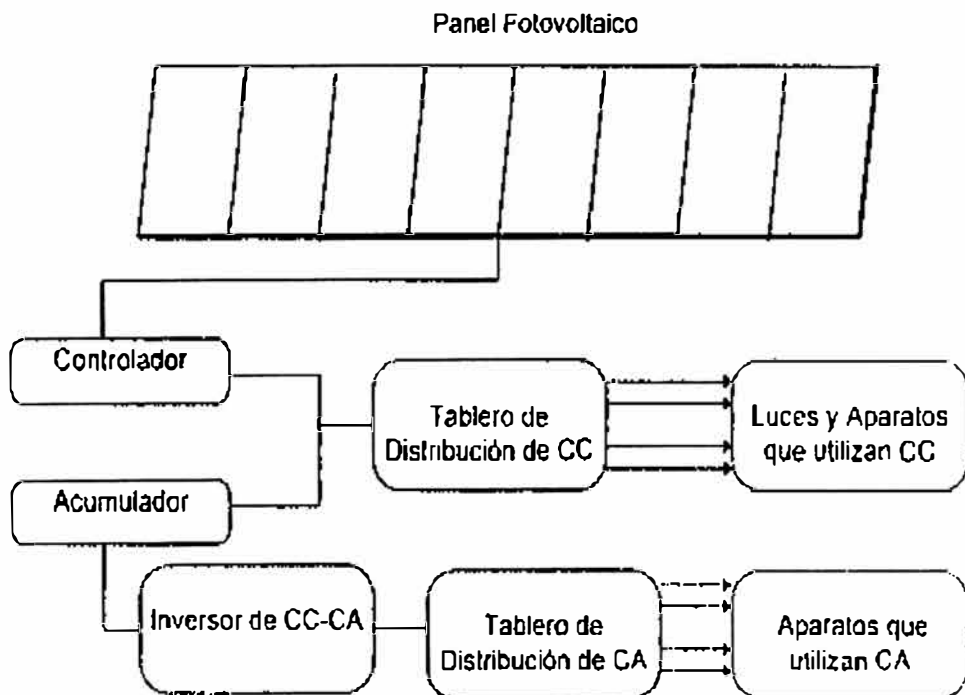 Panel Fotovoltaico
Controlador
Tablero de
Distribución de CC
Luces y Aparatos
que utilizan CC
Acumulador
Inversor de CC-CA
Tablero de
Distribución de CA
Aparatos que
utilizan CA